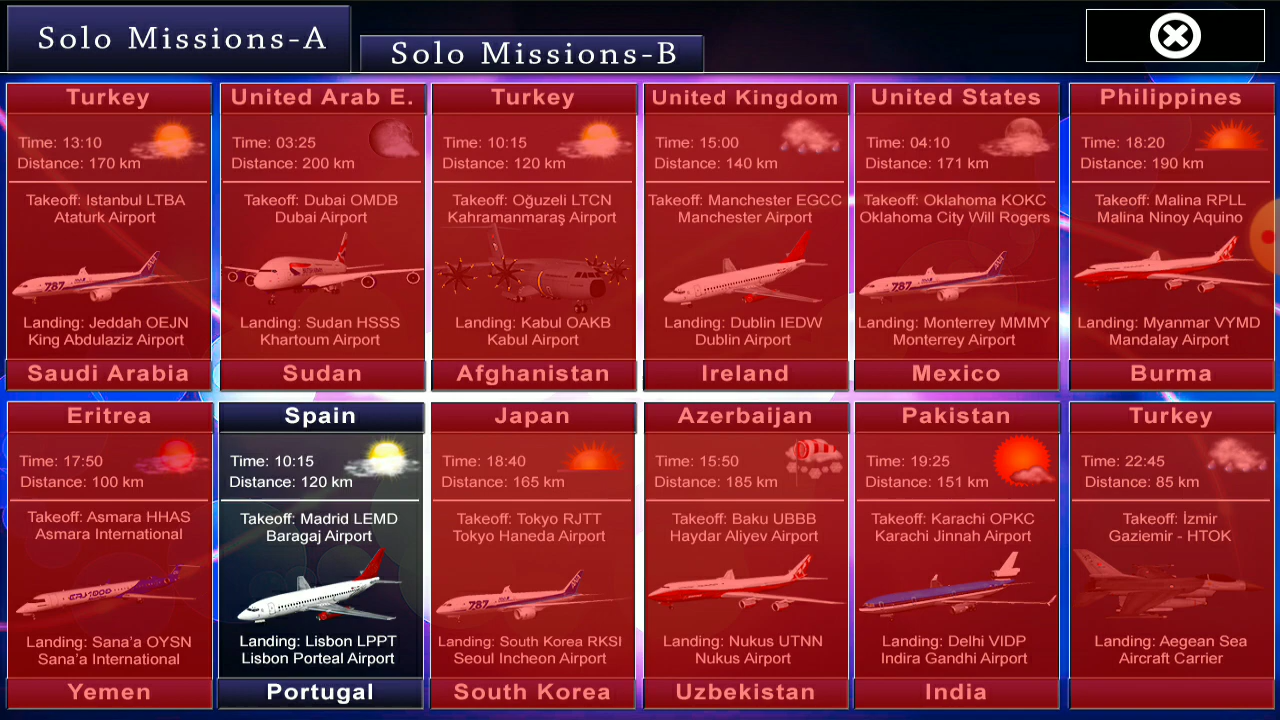 Solo Missions-A
Solo Missions-B
Turkey
Time: 13:10
Distance: 170 km
Takeoff: Istanbul LTBA
Ataturk Airport
787
Landing: Jeddah OEJN
King Abdulaziz Airport
Saudi Arabia
United Arab E.
Time: 03:25
Distance: 200 km
Takeoff: Dubai OMDB
Dubai Airport
Landing: Sudan HSSS
Khartoum Airport
Sudan
Turkey
Time: 10:15
Distance: 120 km
Takeoff: Oğuzeli LTCN
Kahramanmaraş Airport
Landing: Kabul OAKB
Kabul Airport
Afghanistan
United Kingdom
Time: 15:00
Distance: 140 km
Takeoff: Manchester EGCC
Manchester Airport
Landing: Dublin IEDW
Dublin Airport
Ireland
United States
Time: 04:10
Distance: 171 km
Takeoff: Oklahoma KOKC
Oklahoma City Will Rogers
787
Landing: Monterrey MMMY
Monterrey Airport
Mexico
Philippines
Time: 18:20
Distance: 190 km
Takeoff: Malina RPLL
Malina Ninoy Aquino
Landing: Myanmar VYMD
Mandalay Airport
Burma
Eritrea
Time: 17:50
Distance: 100 km
Takeoff: Asmara HHAS
Asmara International
Landing: Sana'a OYSN
Sana'a International
Yemen
Spain
Time: 10:15
Distance: 120 km
Takeoff: Madrid LEMD
Baragaj Airport
Landing: Lisbon LPPT
Lisbon Porteal Airport
Portugal
Japan
Time: 18:40
Distance: 165 km
Takeoff: Tokyo RJTT
Tokyo Haneda Airport
787
Landing: South Korea RKSI
Seoul Incheon Airport
South Korea
Azerbaijan
Time: 15:50
Distance: 185 km
Takeoff: Baku UBBB
Haydar Aliyev Airport
Landing: Nukus UTNN
Nukus Airport
Uzbekistan
Pakistan
Time: 19:25
Distance: 151 km
Takeoff: Karachi OPKC
Karachi Jinnah Airport
Landing: Delhi VIDP
Indira Gandhi Airport
India
Turkey
Time: 22:45
Distance: 85 km
Takeoff: İzmir
Gaziemir - HTOK
Landing: Aegean Sea
Aircraft Carrier